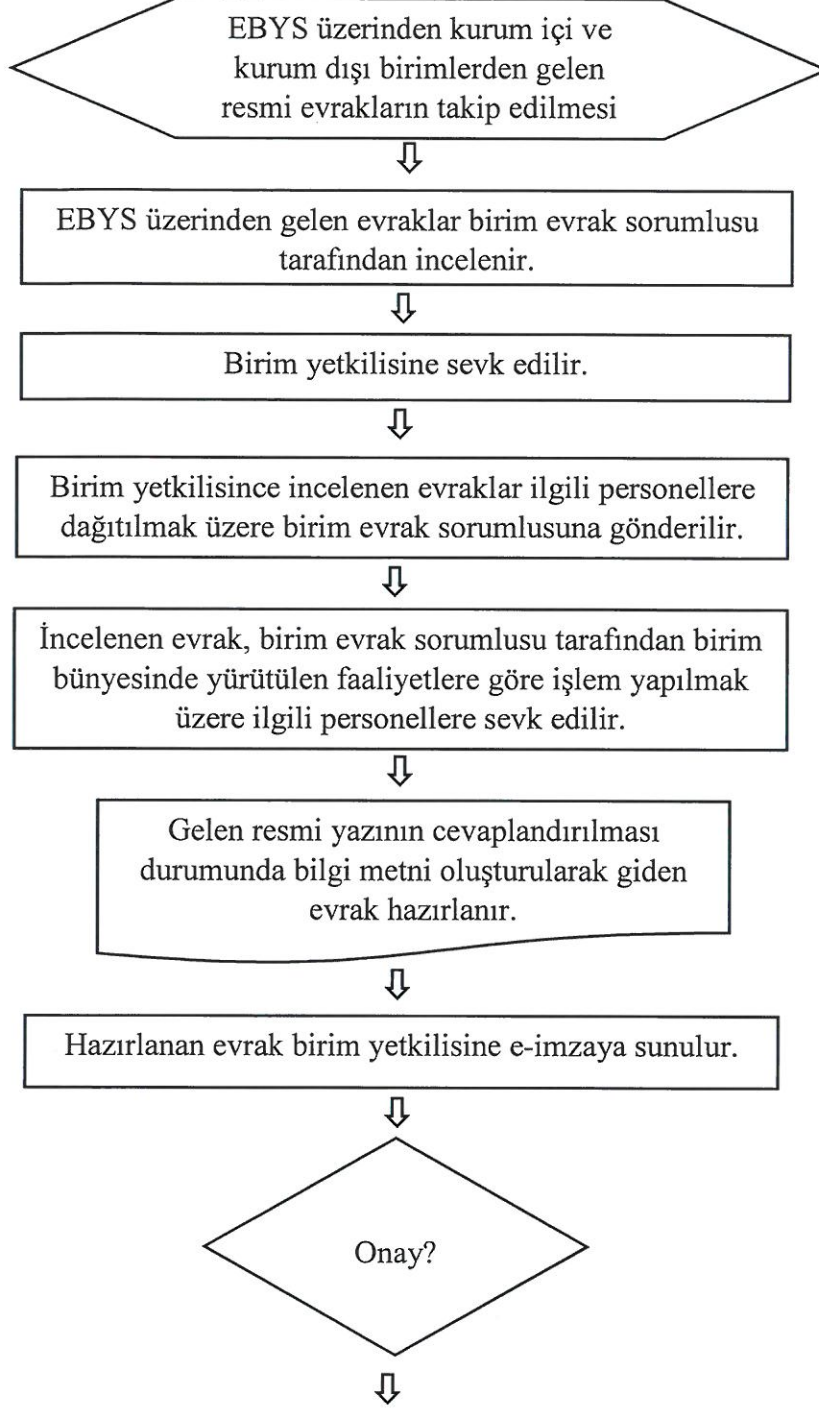 EBYS üzerinden kurum içi ve
kurum dışı birimlerden gelen
resmi evrakların takip edilmesi
EBYS üzerinden gelen evraklar birim evrak sorumlusu
tarafından incelenir.
Birim yetkilisine sevk edilir.
Birim yetkilisince incelenen evraklar ilgili personellere
dağıtılmak üzere birim evrak sorumlusuna gönderilir.
İncelenen evrak, birim evrak sorumlusu tarafından birim
bünyesinde yürütülen faaliyetlere göre işlem yapılmak
üzere ilgili personellere sevk edilir.
Gelen resmi yazının cevaplandırılması
durumunda bilgi metni oluşturularak giden
evrak hazırlanır.
Hazırlanan evrak birim yetkilisine e-imzaya sunulur.
Onay?